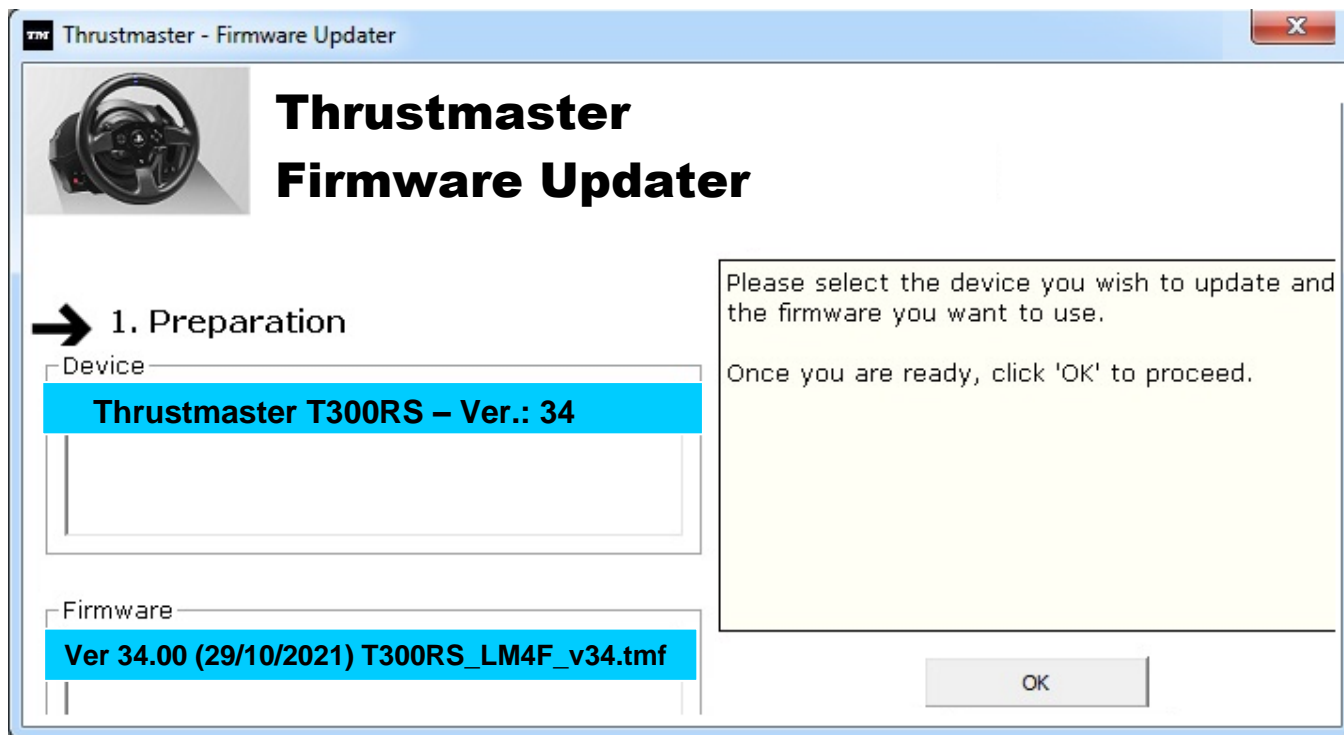 Thrustmaster - Firmware Updater
Thrustmaster
Firmware Updater
1. Preparation
Device
Thrustmaster T300RS – Ver.: 34
Firmware
Ver 34.00 (29/10/2021) T300RS_LM4F_v34.tmf
Please select the device you wish to update and
the firmware you want to use.
Once you are ready, click 'OK' to proceed.
OK